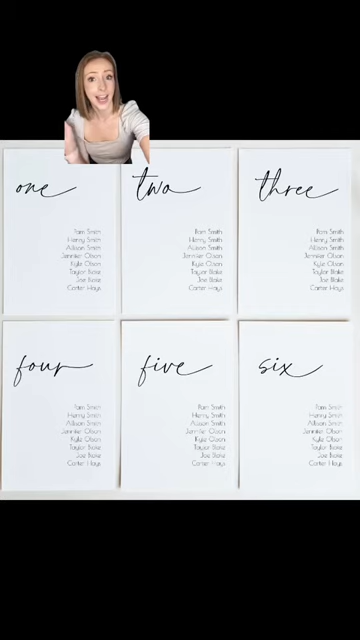 one
Pam Smith
Henry Smith
Allison Smith
Jennifer Olson
Kyle Olson
Taylor Blake
Joe Blake
Carter Hays
two
Pam Smith
Henry Smith
Allison Smith
Jennifer Olson
Kyle Olson
Taylor Blake
Joe Blake
Carter Hays
three
Pam Smith
Henry Smith
Allison Smith
Jennifer Olson
Kyle Olson
Taylor Blake
Joe Blake
Carter Hays
four
Pam Smith
Henry Smith
Allison Smith
Jennifer Olson
Kyle Olson
Taylor Blake
Joe Blake
Carter Hays
five
Pam Smith
Henry Smith
Allison Smith
Jennifer Olson
Kyle Olson
Taylor Blake
Joe Blake
Carter Hays
six
Pam Smith
Henry Smith
Allison Smith
Jennifer Olson
Kyle Olson
Taylor Blake
Joe Blake
Carter Hays